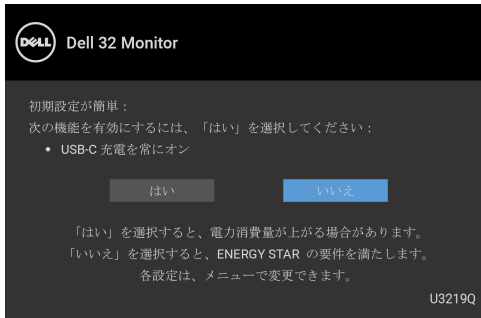 DELL Dell 32 Monitor
初期設定が簡単：
次の機能を有効にするには、「はい」を選択してください：
• USB-C 充電を常にオン
はい いいえ
「はい」を選択すると、電力消費量が上がる場合があります。
「いいえ」を選択すると、ENERGY STAR の要件を満たします。
各設定は、メニューで変更できます。
U3219Q